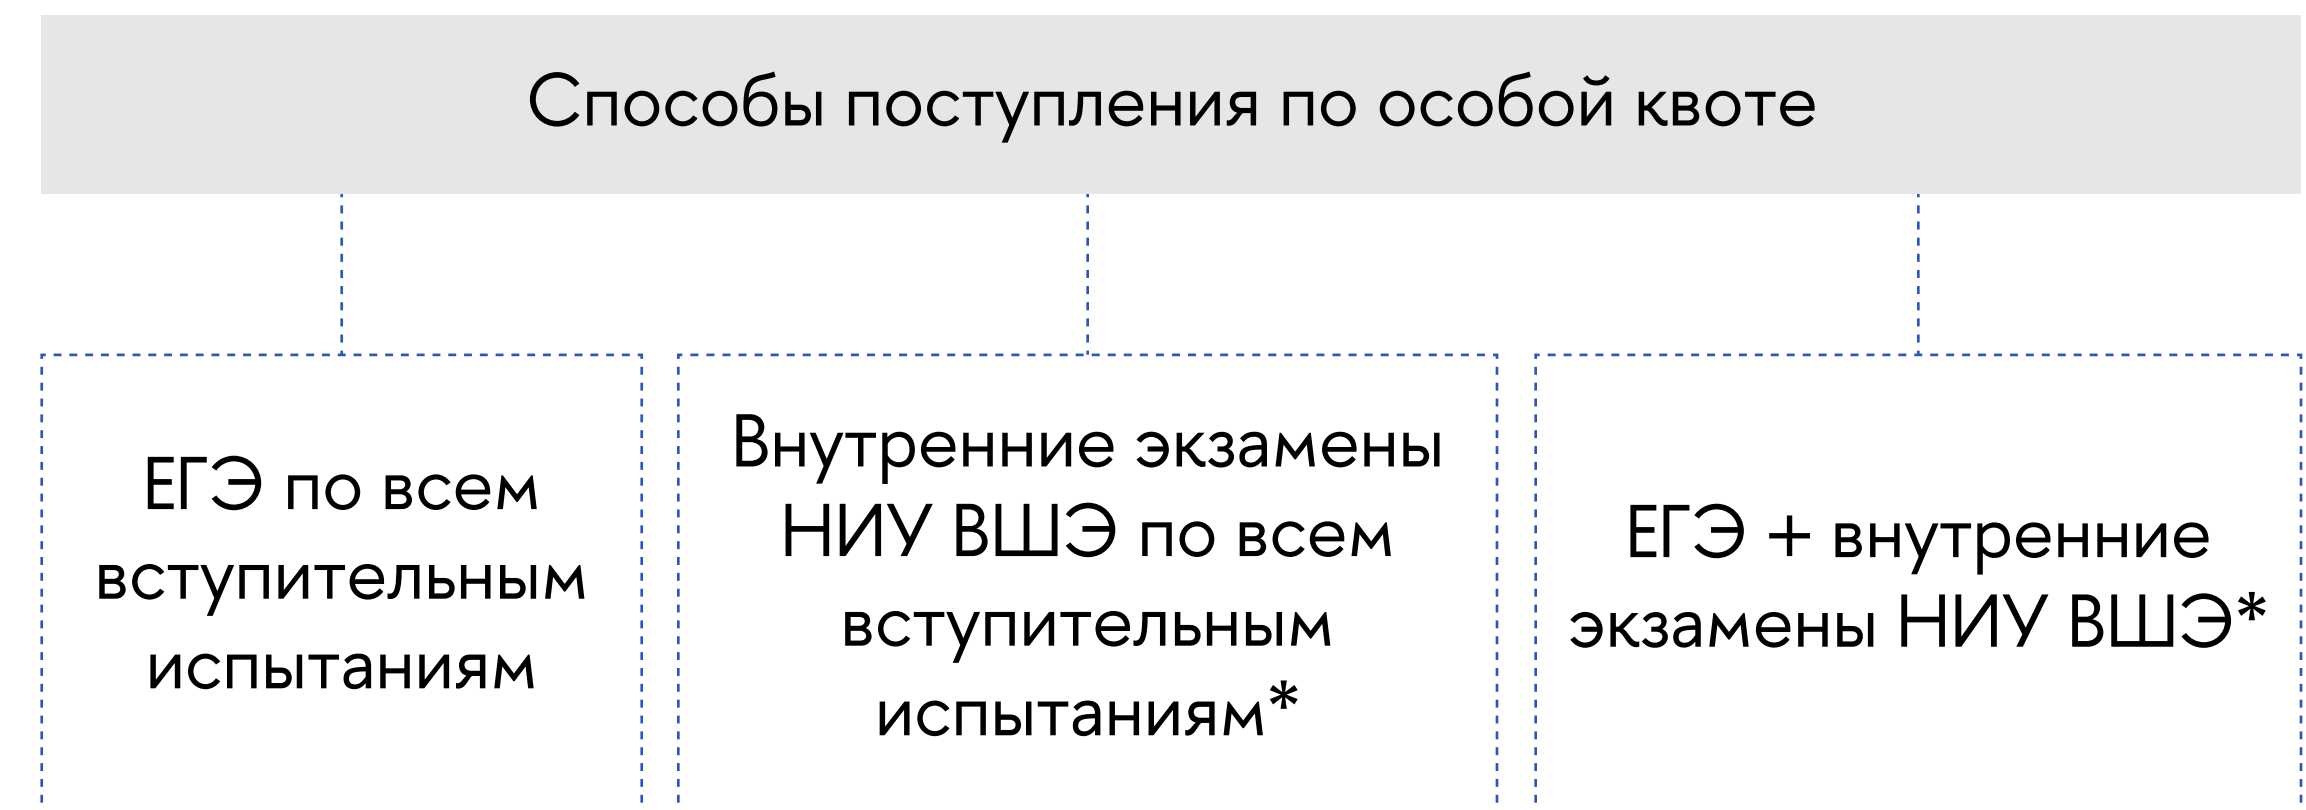 Способы поступления по особой квоте
ЕГЭ по всем
вступительным
испытаниям
Внутренние экзамены
НИУ ВШЭ по всем
вступительным
испытаниям*
ЕГЭ + внутренние
экзамены НИУ ВШЭ*